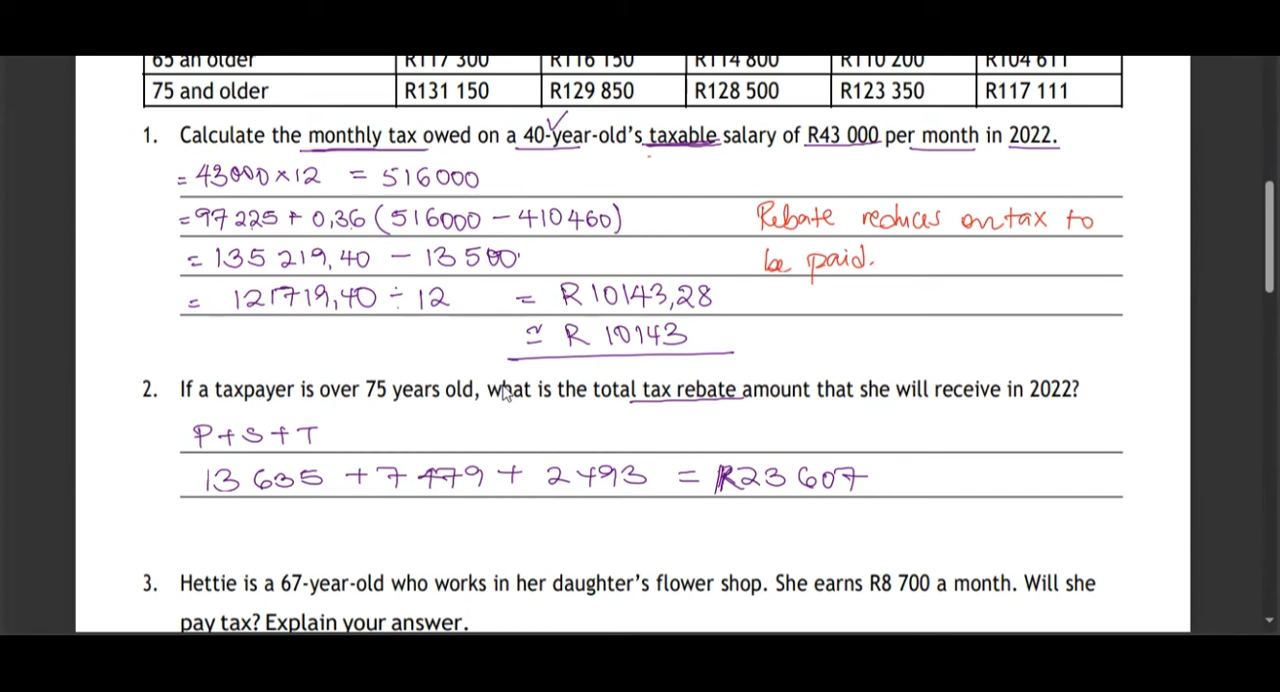 65 an older R117 300 R116 150 R114 800 R110 200 R104 611
75 and older R131 150 R129 850 R128 500 R123 350 R117 111
1. Calculate the monthly tax owed on a 40-year-old's taxable salary of R43 000 per month in 2022.
= 43000 × 12 = 516000
= 97 225 + 0,36 (516000 – 410460)
Rebate reduces on tax to
= 135 219,40 – 13 500
be paid.
= 121719,40 ÷ 12 = R 10143,28
≃ R 10143
2. If a taxpayer is over 75 years old, what is the total tax rebate amount that she will receive in 2022?
P + S + T
13 635 + 7 479 + 2 493 = R23 607
3. Hettie is a 67-year-old who works in her daughter's flower shop. She earns R8 700 a month. Will she
pay tax? Explain your answer.